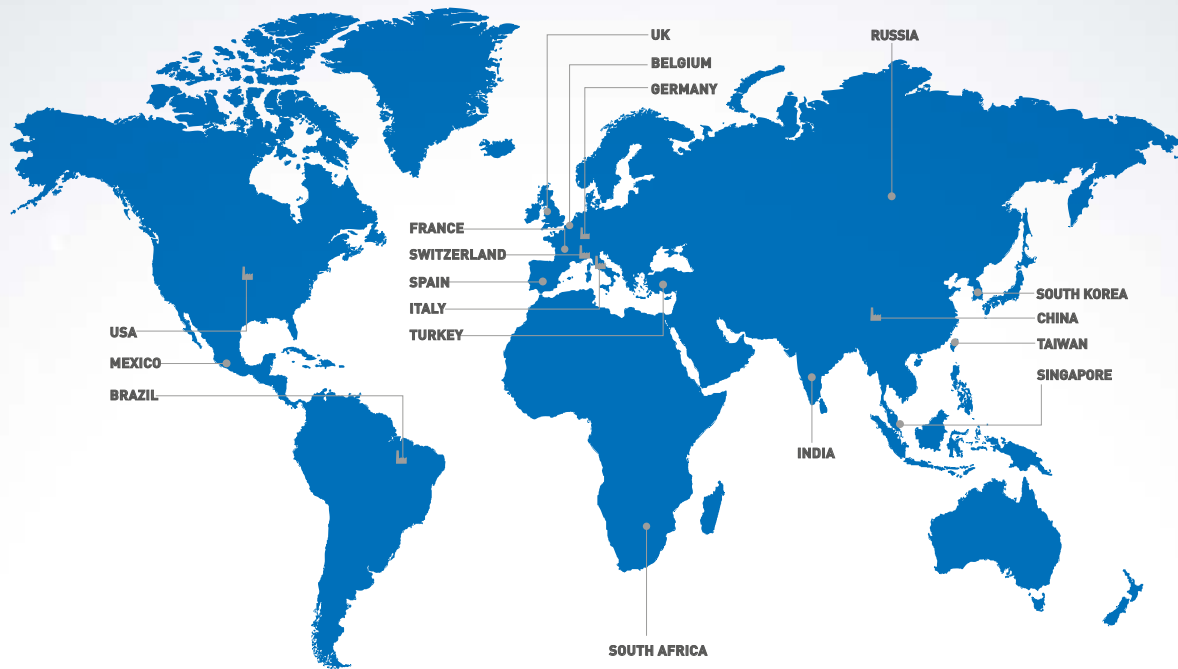 UK
RUSSIA
BELGIUM
GERMANY
FRANCE
SWITZERLAND
SPAIN
ITALY
TURKEY
USA
MEXICO
BRAZIL
SOUTH KOREA
CHINA
TAIWAN
SINGAPORE
INDIA
SOUTH AFRICA